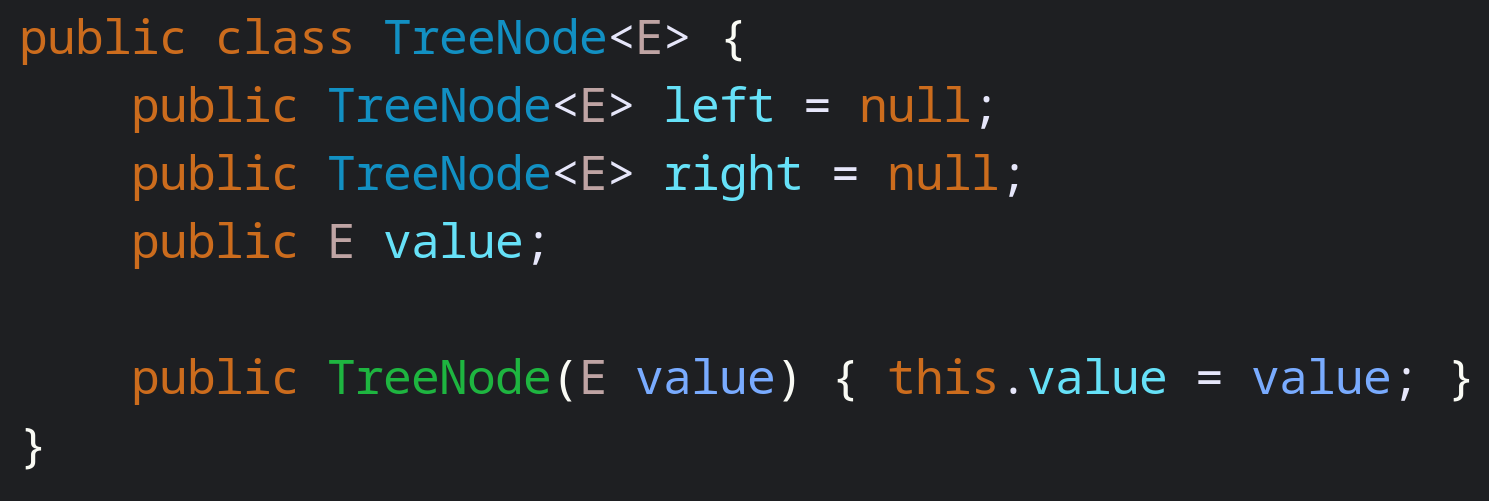 public class TreeNode<E> {
    public TreeNode<E> left = null;
    public TreeNode<E> right = null;
    public E value;

    public TreeNode(E value) { this.value = value; }
}